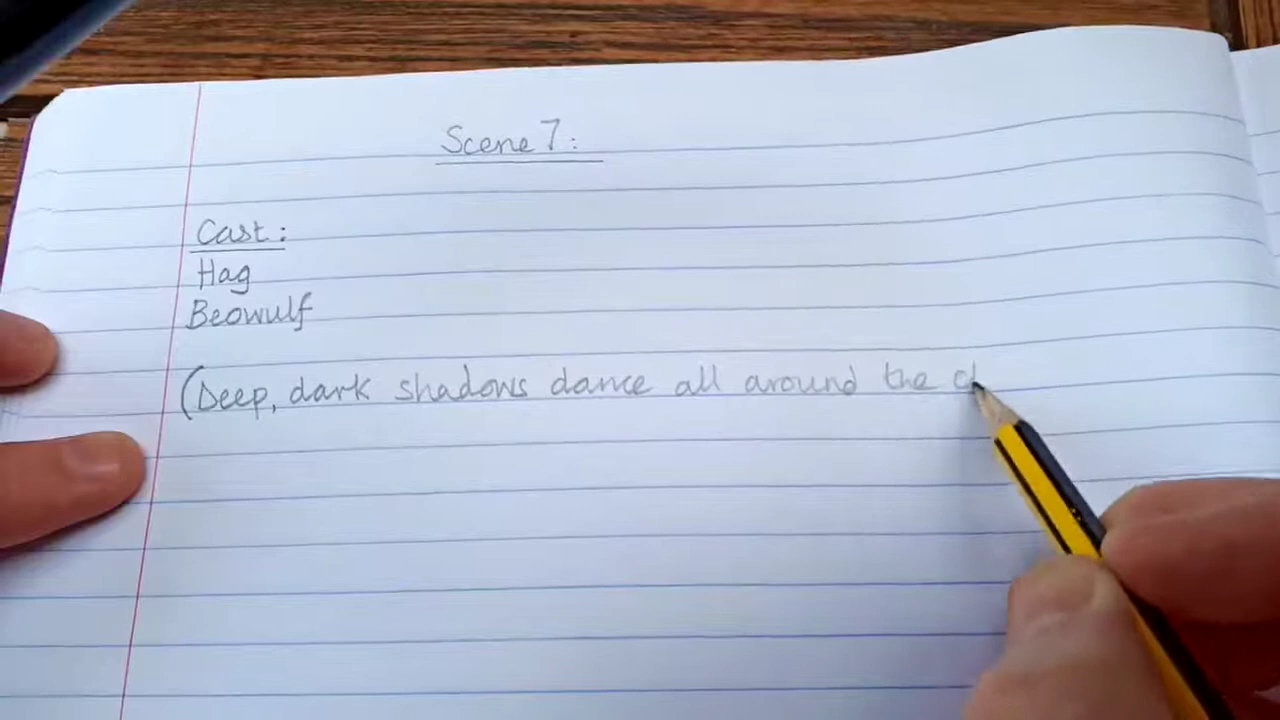 Scene 7:
Cast:
Hag
Beowulf
(Deep, dark shadows dance all around the